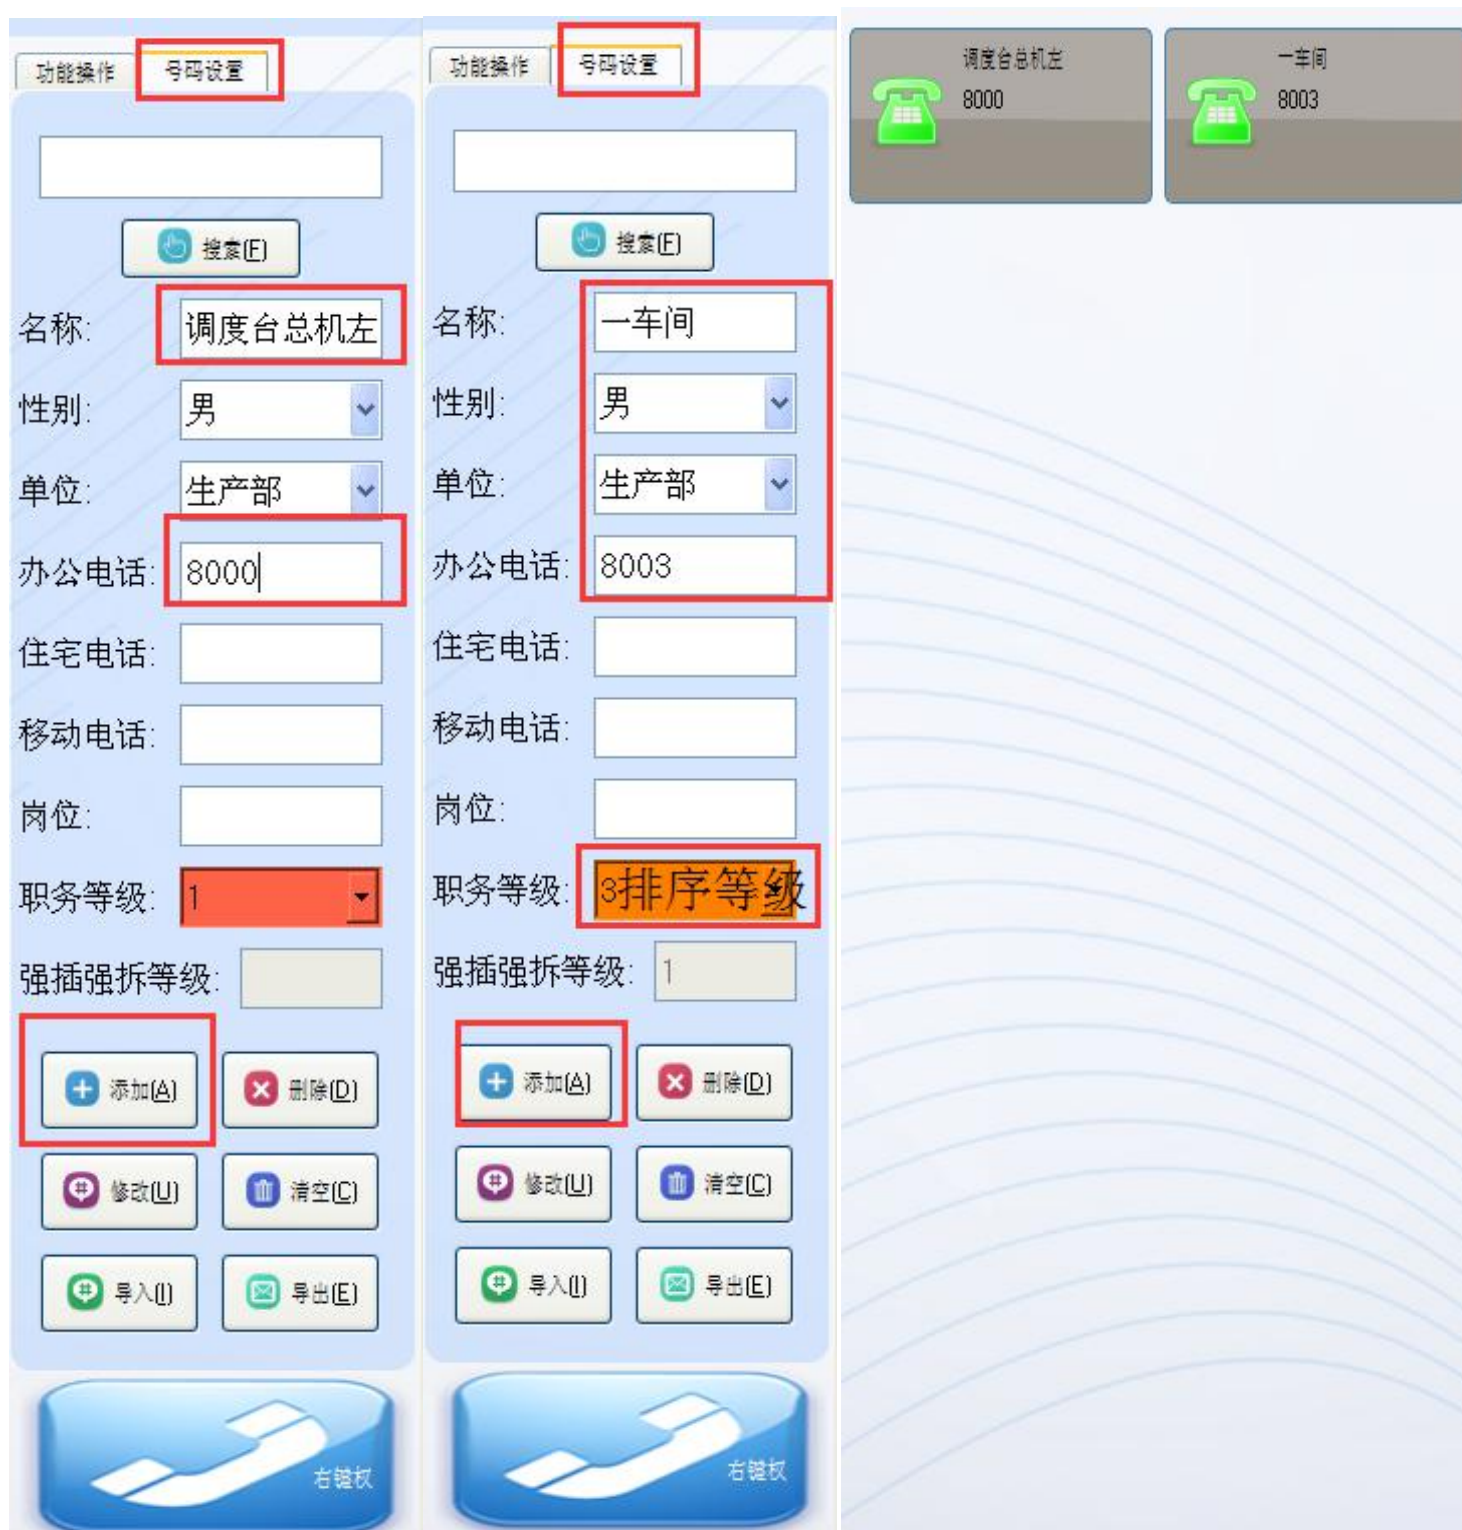 功能操作 号码设置
搜索(F)
名称: 调度台总机左
性别: 男
单位: 生产部
办公电话: 8000
住宅电话:
移动电话:
岗位:
职务等级: 1
强插强拆等级:
添加(A) 删除(D)
修改(U) 清空(C)
导入(I) 导出(E)
右键权
功能操作 号码设置
搜索(F)
名称: 一车间
性别: 男
单位: 生产部
办公电话: 8003
住宅电话:
移动电话:
岗位:
职务等级: 3排序等级
强插强拆等级: 1
添加(A) 删除(D)
修改(U) 清空(C)
导入(I) 导出(E)
右键权
调度台总机左
8000
一车间
8003